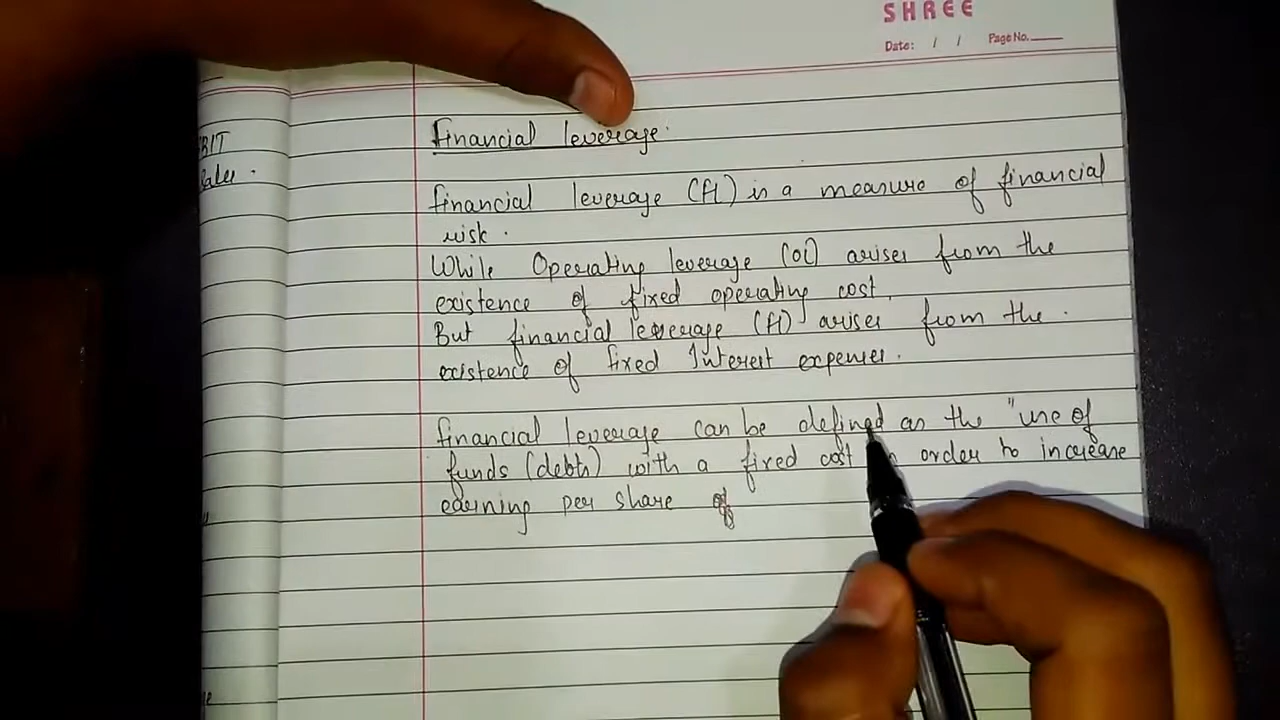 SHREE
Date: / / Page No.
BIT
Sales
Financial leverage
financial leverage (fl) is a measure of financial
risk.
While Operating leverage (Ol) arises from the
existence of fixed operating cost.
But financial leverage (fl) arises from the
existence of fixed Interest expenses.
financial leverage can be defined as the "use of
funds (debt) with a fixed cost order to increase
earning per share of